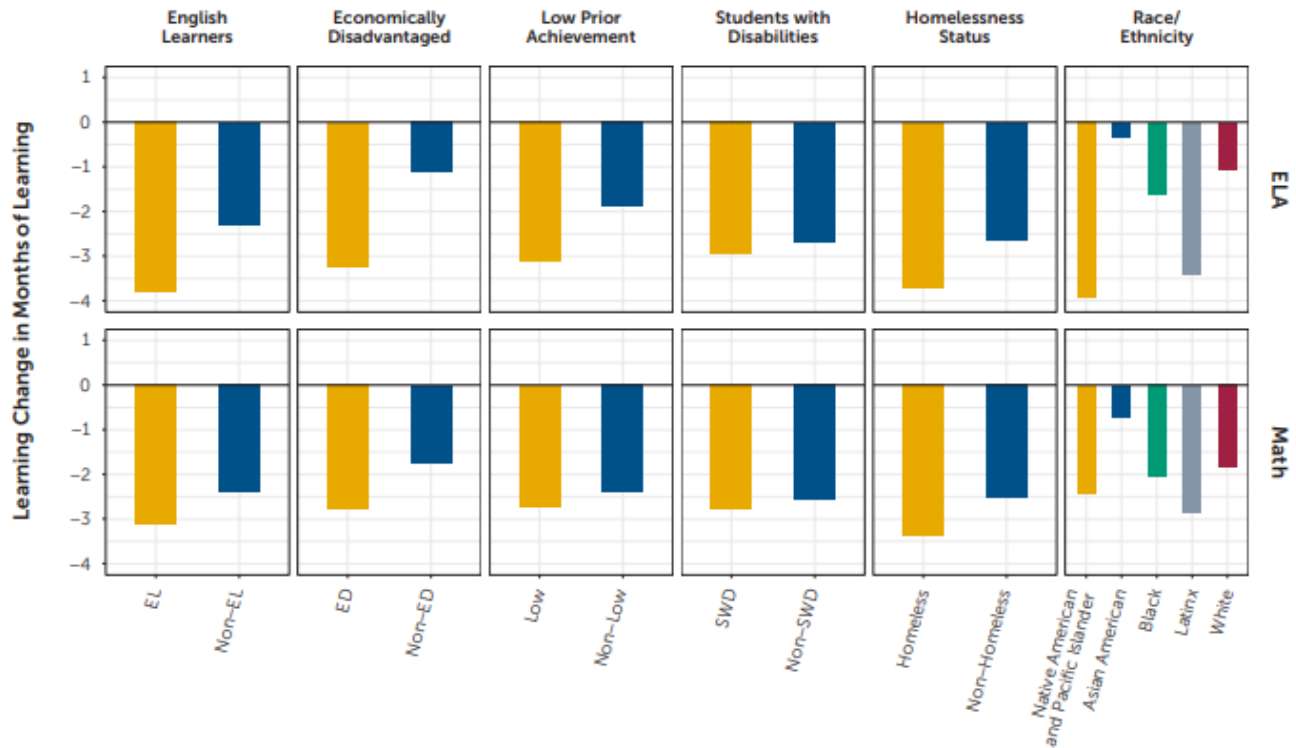 English
Learners
Economically
Disadvantaged
Low Prior
Achievement
Students with
Disabilities
Homelessness
Status
Race/
Ethnicity
Learning Change in Months of Learning
1
0
−1
−2
−3
−4
ELA
1
0
−1
−2
−3
−4
Math
EL
Non–EL
ED
Non–ED
Low
Non–Low
SWD
Non–SWD
Homeless
Non–Homeless
Native American
and Pacific Islander
Asian American
Black
Latinx
White